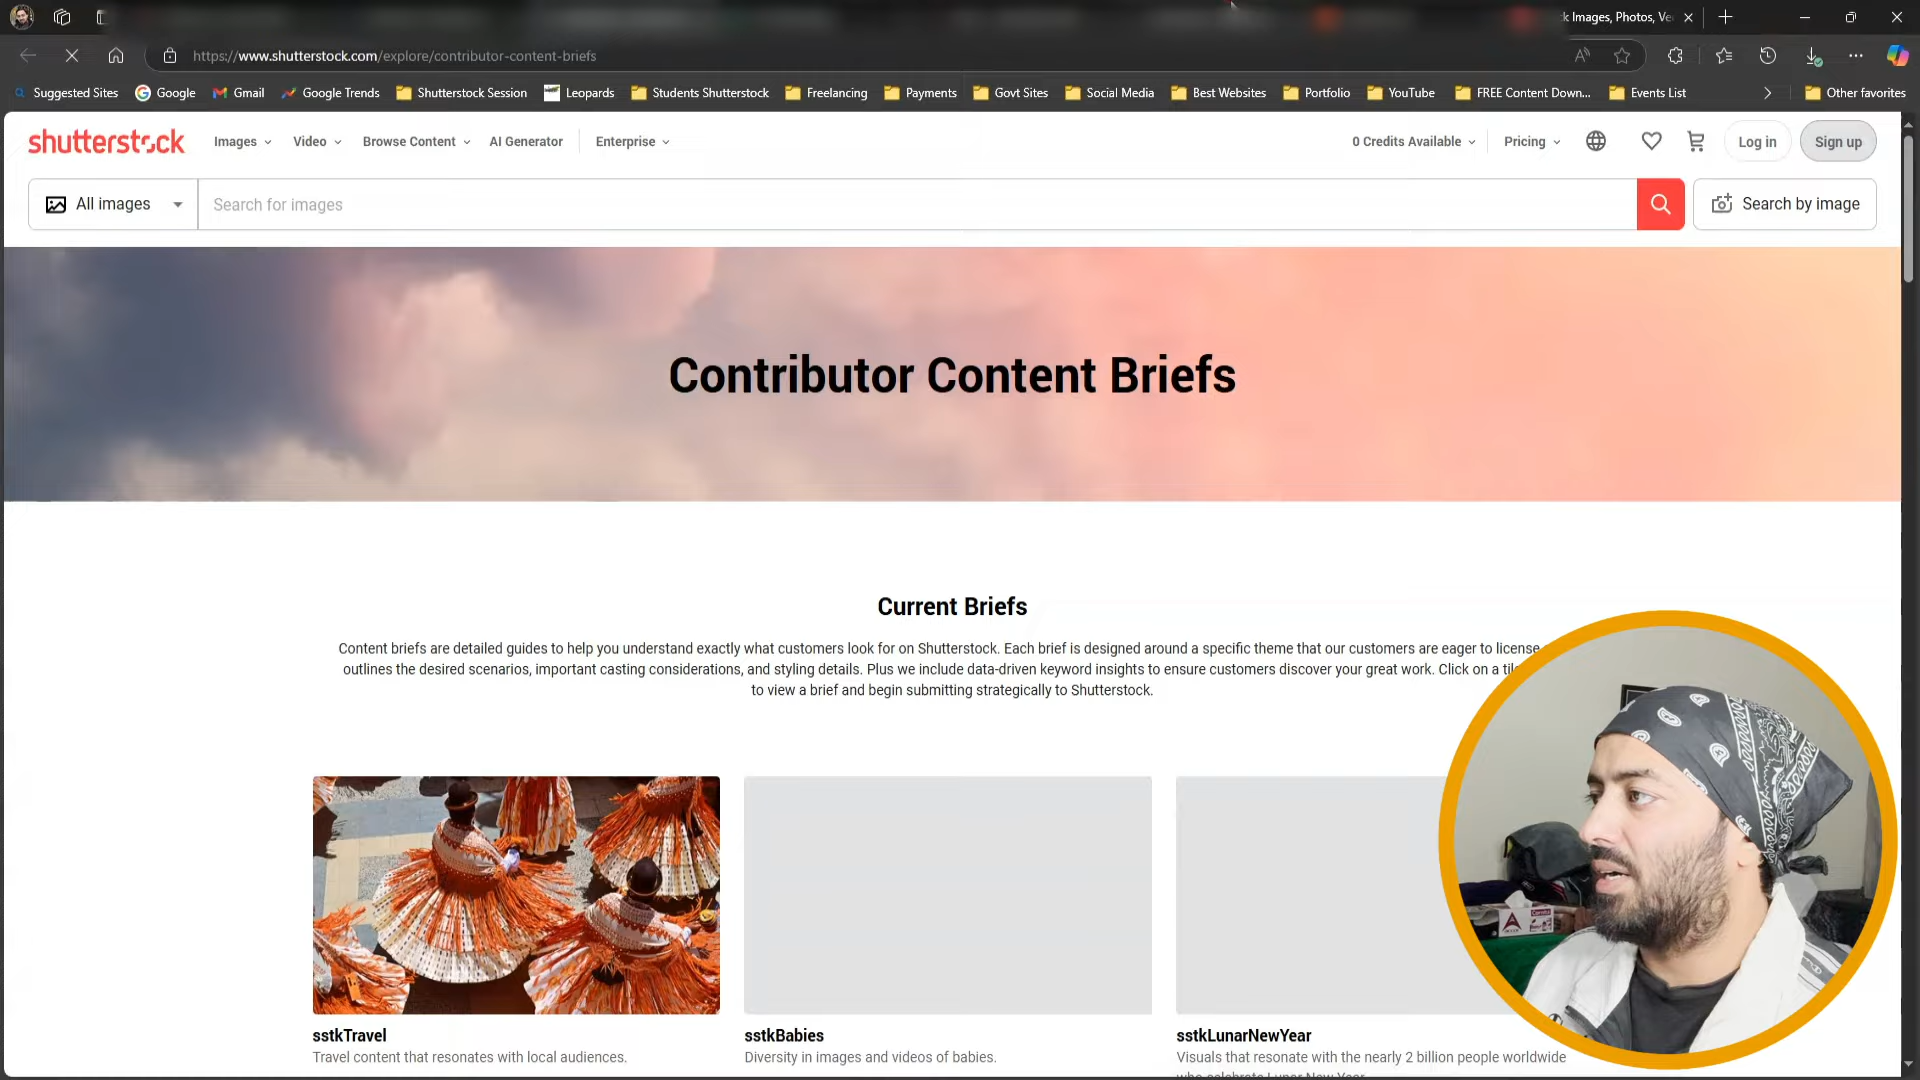 k Images, Photos, Ve
https://www.shutterstock.com/explore/contributor-content-briefs
Suggested Sites Google Gmail Google Trends Shutterstock Session Leopards Students Shutterstock Freelancing Payments Govt Sites Social Media Best Websites Portfolio YouTube FREE Content Down... Events List Other favorites
shutterstock Images Video Browse Content AI Generator Enterprise 0 Credits Available Pricing Log in Sign up
All images Search for images Search by image
Contributor Content Briefs
Current Briefs
Content briefs are detailed guides to help you understand exactly what customers look for on Shutterstock. Each brief is designed around a specific theme that our customers are eager to license
outlines the desired scenarios, important casting considerations, and styling details. Plus we include data-driven keyword insights to ensure customers discover your great work. Click on a
to view a brief and begin submitting strategically to Shutterstock.
sstkTravel
Travel content that resonates with local audiences.
sstkBabies
Diversity in images and videos of babies.
sstkLunarNewYear
Visuals that resonate with the nearly 2 billion people worldwide
who celebrate Lunar New Year